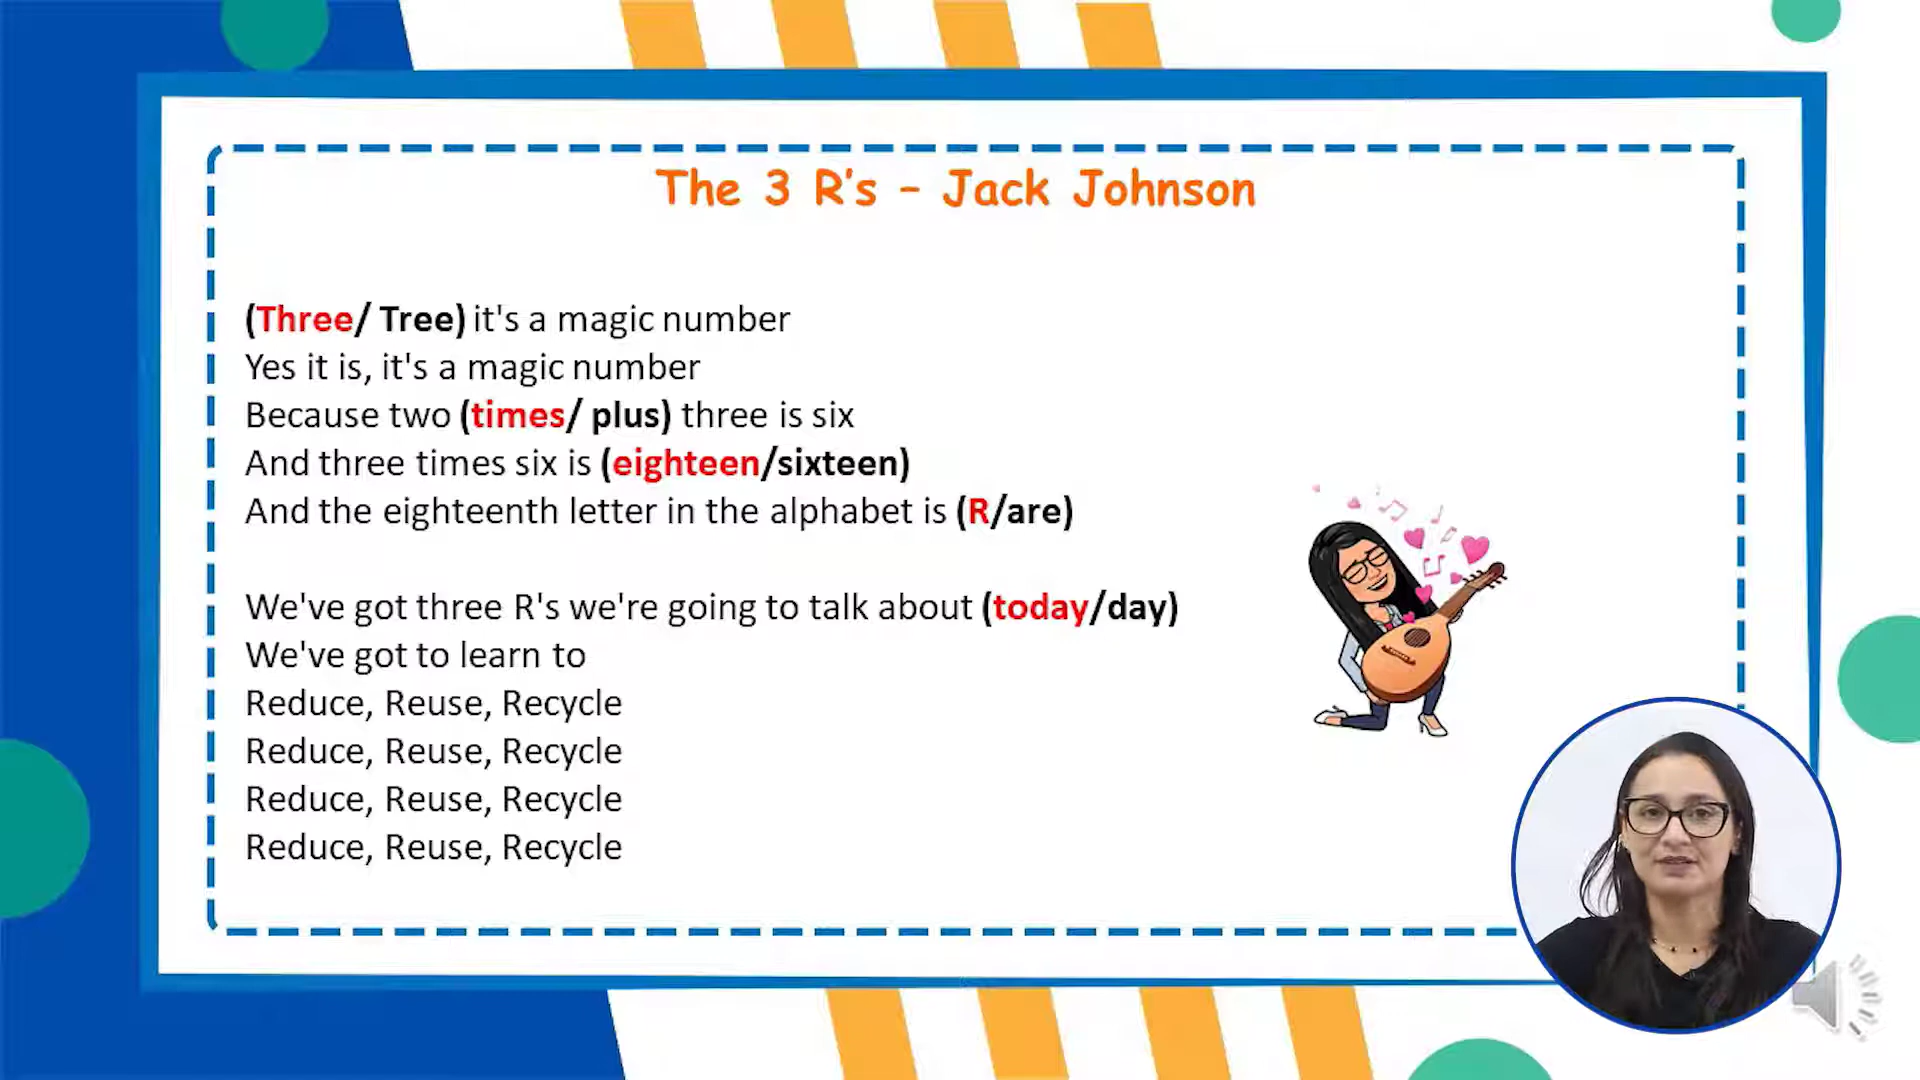 The 3 R's – Jack Johnson
(Three/ Tree) it's a magic number
Yes it is, it's a magic number
Because two (times/ plus) three is six
And three times six is (eighteen/sixteen)
And the eighteenth letter in the alphabet is (R/are)
We've got three R's we're going to talk about (today/day)
We've got to learn to
Reduce, Reuse, Recycle
Reduce, Reuse, Recycle
Reduce, Reuse, Recycle
Reduce, Reuse, Recycle